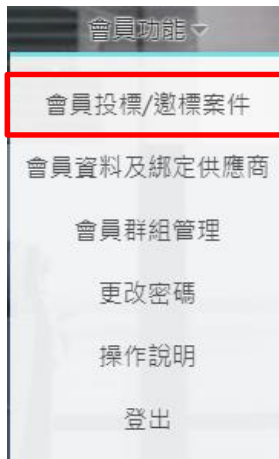 會員功能
會員投標/邀標案件
會員資料及綁定供應商
會員群組管理
更改密碼
操作說明
登出